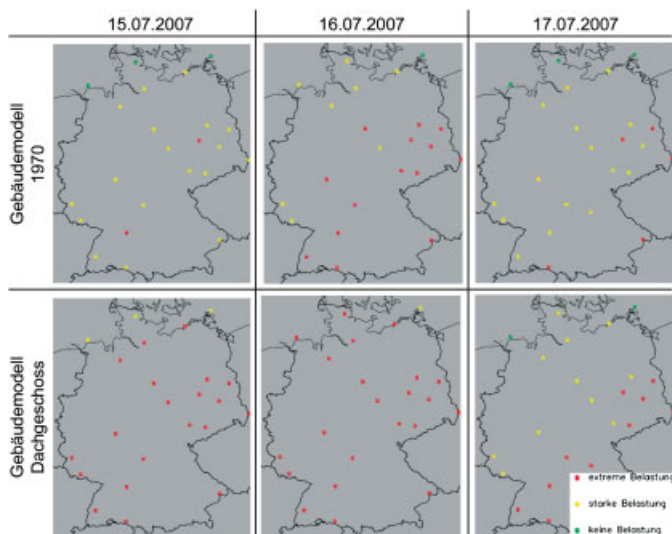 15.07.2007
16.07.2007
17.07.2007
Gebäudemodell
1970
Gebäudemodell
Dachgeschoss
extreme Belastung
starke Belastung
keine Belastung